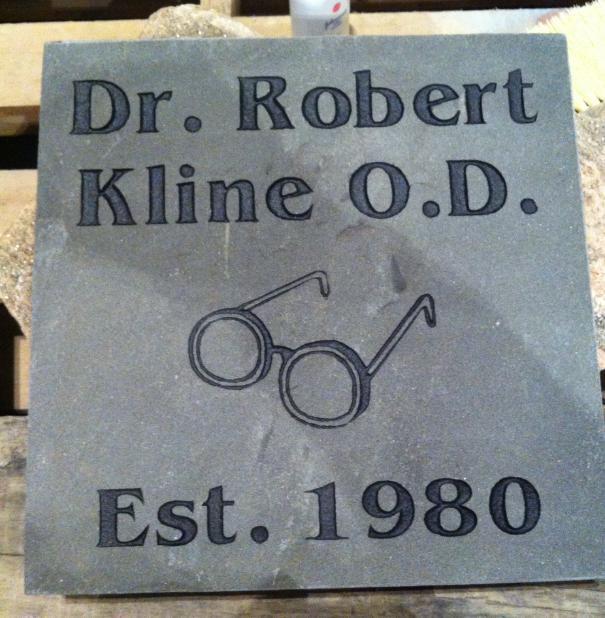 Dr. Robert
Kline O.D.
Est. 1980